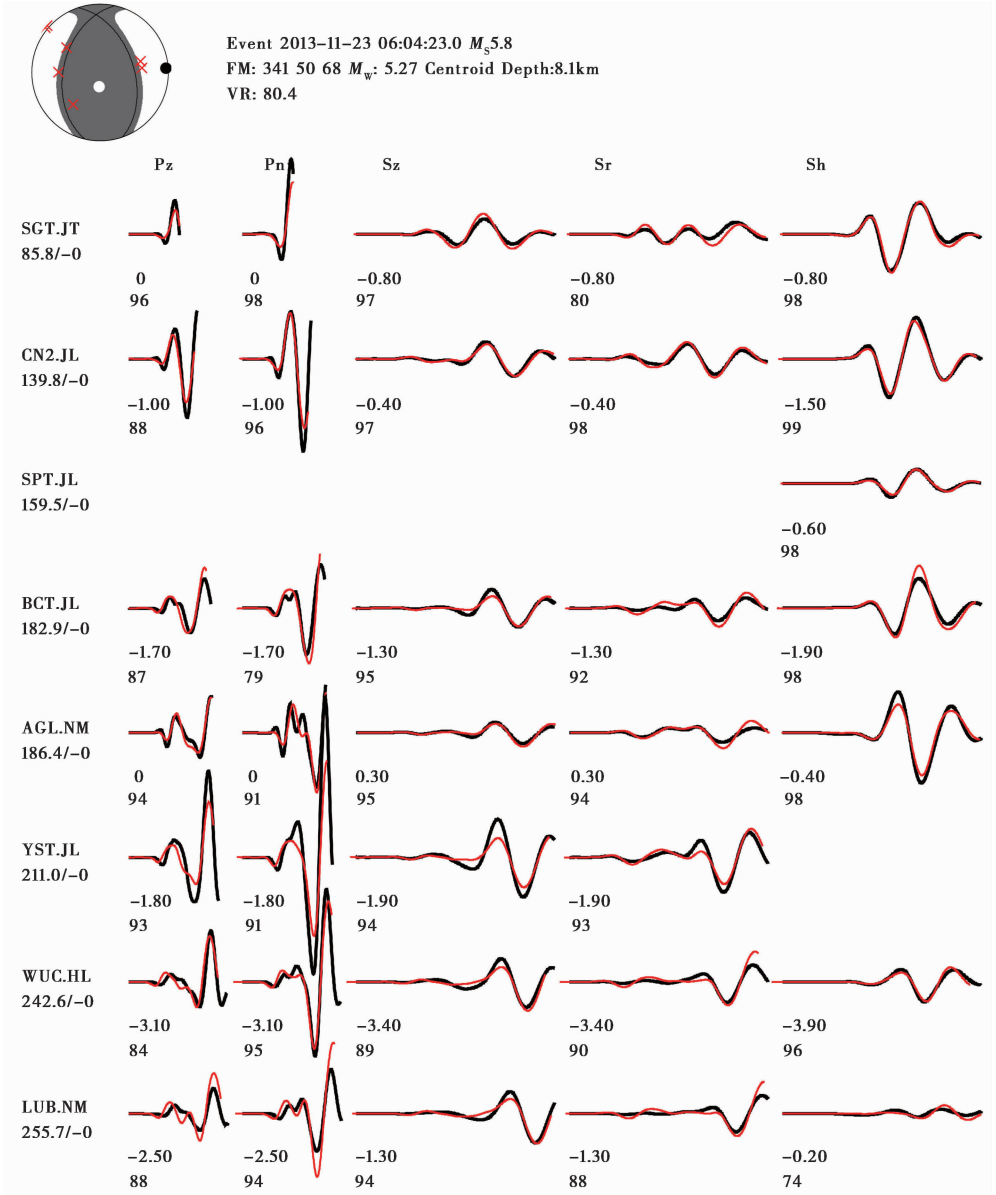 Event 2013–11–23 06:04:23.0 MS5.8
FM: 341 50 68 Mw: 5.27 Centroid Depth:8.1km
VR: 80.4
Pz Pn Sz Sr Sh
SGT.JT
85.8/–0
0 0 –0.80 –0.80 –0.80
96 98 97 80 98
CN2.JL
139.8/–0
–1.00 –1.00 –0.40 –0.40 –1.50
88 96 97 98 99
SPT.JL
159.5/–0
–0.60
98
BCT.JL
182.9/–0
–1.70 –1.70 –1.30 –1.30 –1.90
87 79 95 92 98
AGL.NM
186.4/–0
0 0 0.30 0.30 –0.40
94 91 95 94 98
YST.JL
211.0/–0
–1.80 –1.80 –1.90 –1.90
93 91 94 93
WUC.HL
242.6/–0
–3.10 –3.10 –3.40 –3.40 –3.90
84 95 89 90 96
LUB.NM
255.7/–0
–2.50 –2.50 –1.30 –1.30 –0.20
88 94 94 88 74